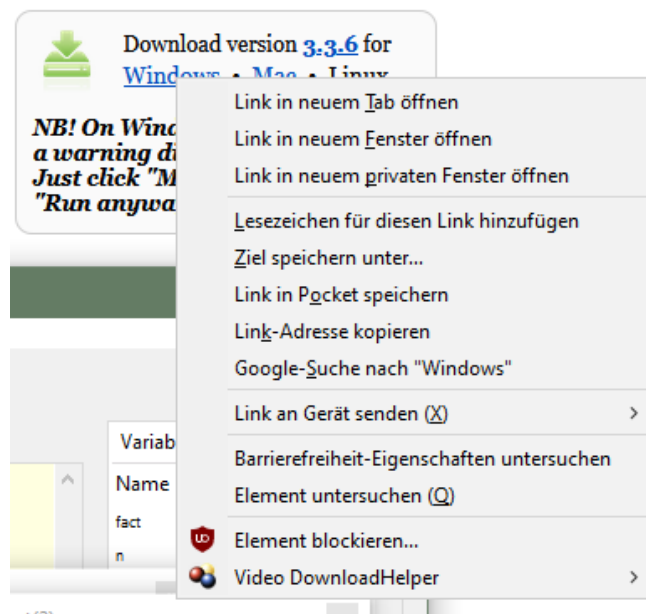 Download version 3.3.6 for
Windows • Mac • Linux
NB! On Wind
a warning di
Just click "M
"Run anywa
Link in neuem Tab öffnen
Link in neuem Fenster öffnen
Link in neuem privaten Fenster öffnen
Lesezeichen für diesen Link hinzufügen
Ziel speichern unter...
Link in Pocket speichern
Link-Adresse kopieren
Google-Suche nach "Windows"
Link an Gerät senden (X)
Barrierefreiheit-Eigenschaften untersuchen
Element untersuchen (Q)
Element blockieren...
Video DownloadHelper
Variab
Name
fact
n